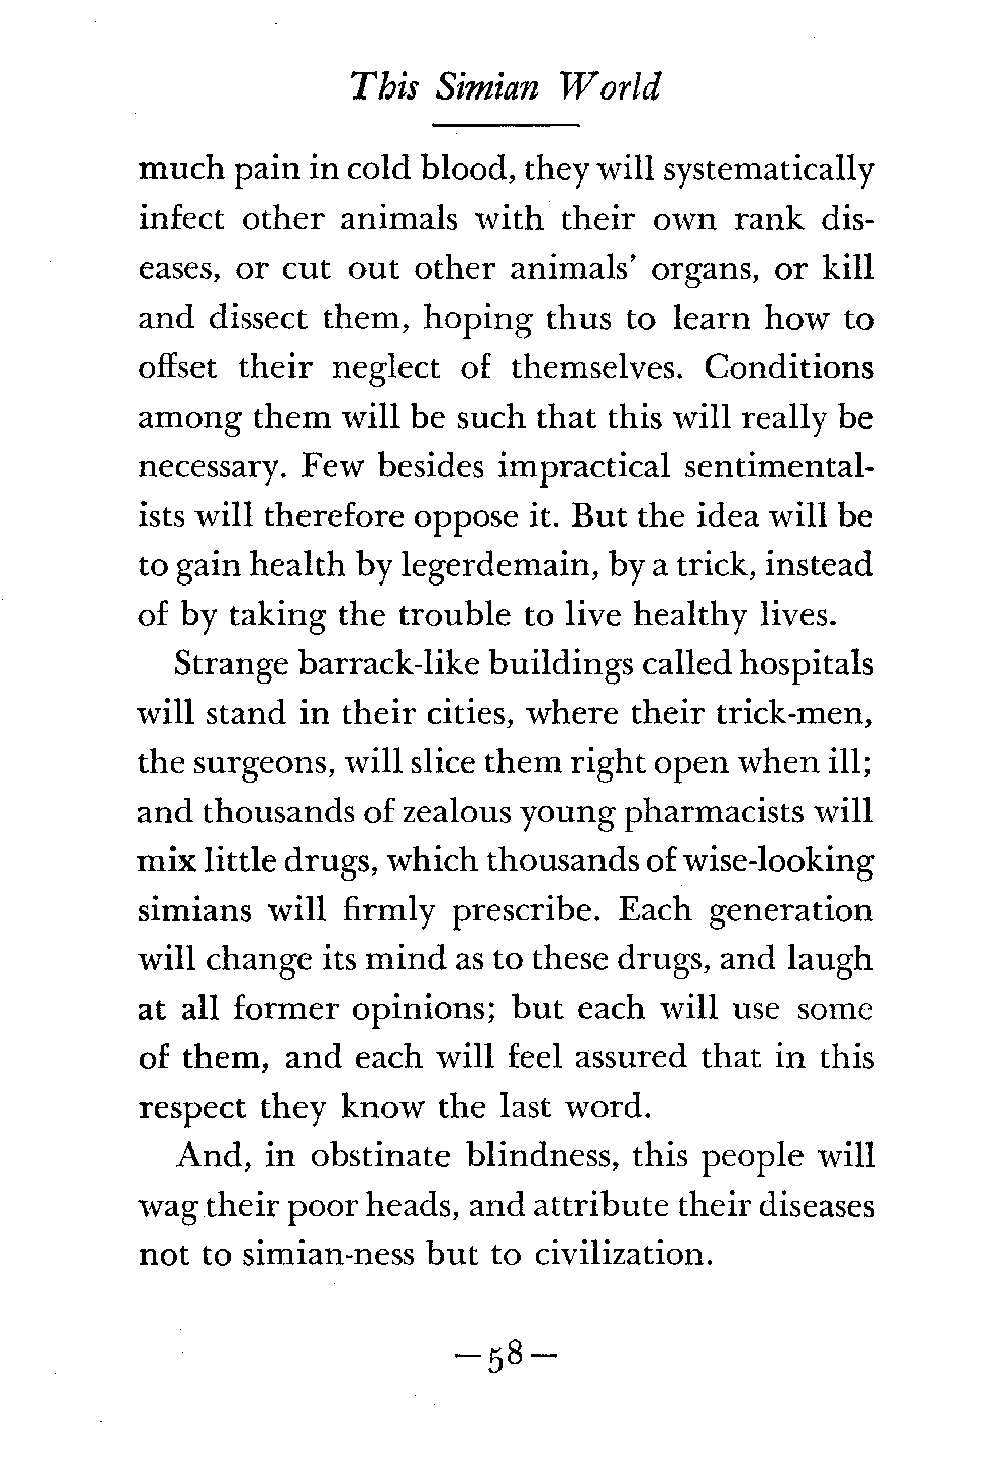 This Simian World
much pain in cold blood, they will systematically
infect other animals with their own rank dis-
eases, or cut out other animals' organs, or kill
and dissect them, hoping thus to learn how to
offset their neglect of themselves. Conditions
among them will be such that this will really be
necessary. Few besides impractical sentimental-
ists will therefore oppose it. But the idea will be
to gain health by legerdemain, by a trick, instead
of by taking the trouble to live healthy lives.
Strange barrack-like buildings called hospitals
will stand in their cities, where their trick-men,
the surgeons, will slice them right open when ill;
and thousands of zealous young pharmacists will
mix little drugs, which thousands of wise-looking
simians will firmly prescribe. Each generation
will change its mind as to these drugs, and laugh
at all former opinions; but each will use some
of them, and each will feel assured that in this
respect they know the last word.
And, in obstinate blindness, this people will
wag their poor heads, and attribute their diseases
not to simian-ness but to civilization.
—58—